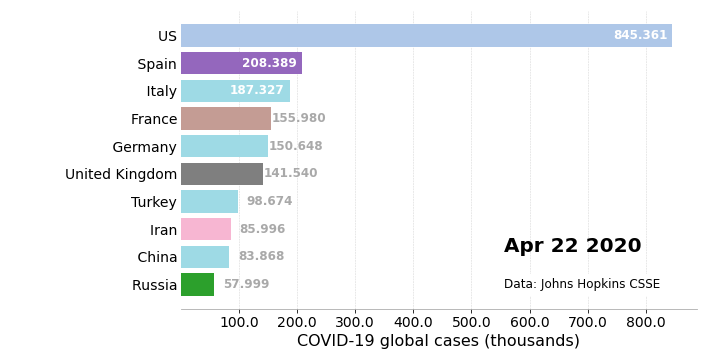 US 845.361
Spain 208.389
Italy 187.327
France 155.980
Germany 150.648
United Kingdom 141.540
Turkey 98.674
Iran 85.996
China 83.868
Russia 57.999
Apr 22 2020
Data: Johns Hopkins CSSE
100.0 200.0 300.0 400.0 500.0 600.0 700.0 800.0
COVID-19 global cases (thousands)